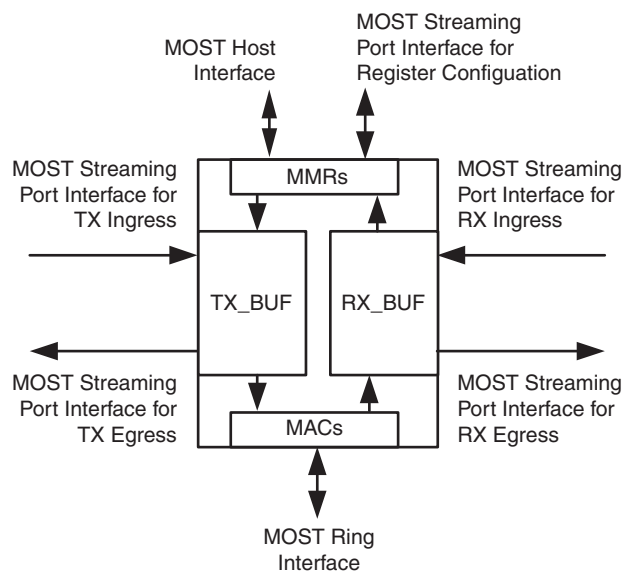 MOST Host
Interface
MOST Streaming
Port Interface for
Register Configuation
MOST Streaming
Port Interface for
TX Ingress
MMRs
MOST Streaming
Port Interface for
RX Ingress
TX_BUF
RX_BUF
MOST Streaming
Port Interface for
TX Egress
MACs
MOST Streaming
Port Interface for
RX Egress
MOST Ring
Interface